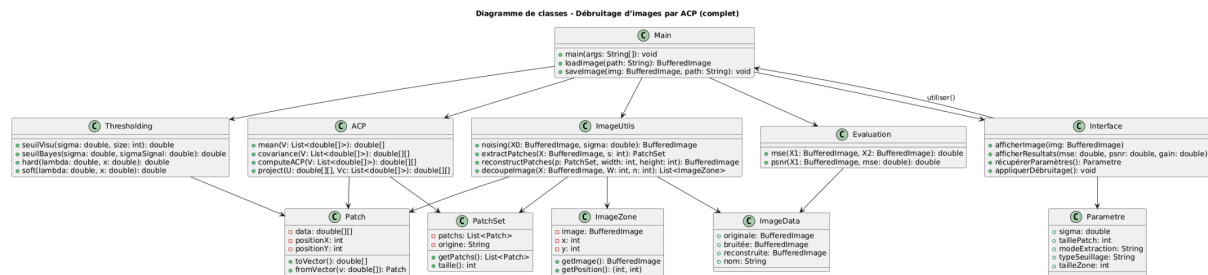 Diagramme de classes - Débruitage d'images par ACP (complet)
C Main
main(args: String[]): void
loadImage(path: String): BufferedImage
saveImage(img: BufferedImage, path: String): void
utiliser()
C Thresholding
seuilVisu(sigma: double, size: int): double
seuilBayes(sigma: double, sigmaSignal: double): double
hard(lambda: double, x: double): double
soft(lambda: double, x: double): double
C ACP
mean(V: List<double[]>): double[]
covariance(V: List<double[]>): double[][]
computeACP(V: List<double[]>): double[][]
project(U: double[][], Vc: List<double[]>): double[][]
C ImageUtils
noising(X0: BufferedImage, sigma: double): BufferedImage
extractPatches(X: BufferedImage, s: int): PatchSet
reconstructPatches(p: PatchSet, width: int, height: int): BufferedImage
decoupeImage(X: BufferedImage, W: int, n: int): List<ImageZone>
C Evaluation
mse(X1: BufferedImage, X2: BufferedImage): double
psnr(X1: BufferedImage, mse: double): double
C Interface
afficherImage(img: BufferedImage)
afficherResultats(mse: double, psnr: double, gain: double)
récupérerParamètres(): Parametre
appliquerDébruitage(): void
C Patch
data: double[][]
positionX: int
positionY: int
toVector(): double[]
fromVector(v: double[]): Patch
C PatchSet
patchs: List<Patch>
origine: String
getPatchs(): List<Patch>
taille(): int
C ImageZone
image: BufferedImage
x: int
y: int
getImage(): BufferedImage
getPosition(): (int, int)
C ImageData
originale: BufferedImage
bruitée: BufferedImage
reconstruite: BufferedImage
nom: String
C Parametre
sigma: double
taillePatch: int
modeExtraction: String
typeSeuillage: String
tailleZone: int